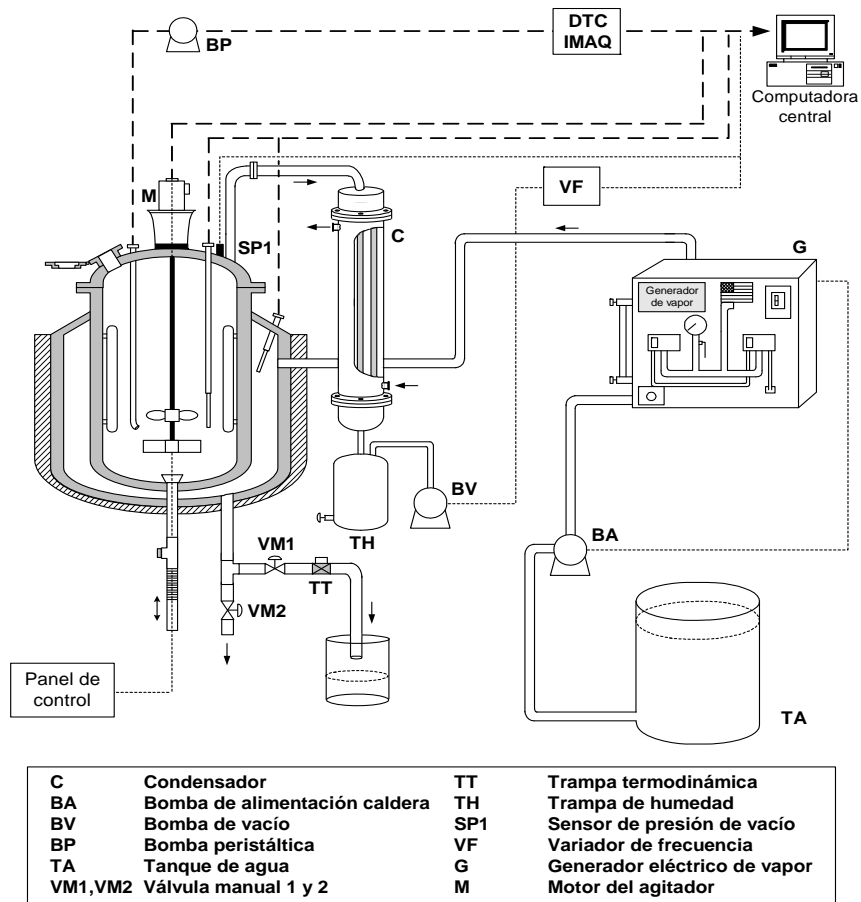 DTC
IMAQ
BP
Computadora
central
M
SP1
VF
C
G
Generador
de vapor
BV
TH
BA
VM1
TT
VM2
Panel de
control
TA
C Condensador TT Trampa termodinámica
BA Bomba de alimentación caldera TH Trampa de humedad
BV Bomba de vacío SP1 Sensor de presión de vacío
BP Bomba peristáltica VF Variador de frecuencia
TA Tanque de agua G Generador eléctrico de vapor
VM1,VM2 Válvula manual 1 y 2 M Motor del agitador